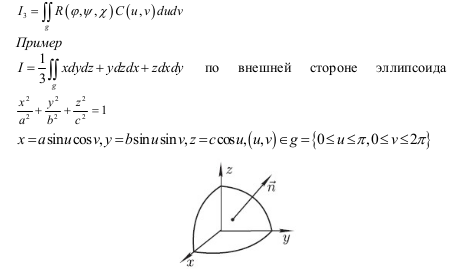 I₃ = ∬_g R(φ,ψ,χ)C(u,v)dudv
Пример
I = 1/3 ∬_g xdydz + ydzdx + zdxdy по внешней стороне эллипсоида
x²/a² + y²/b² + z²/c² = 1
x = a sin u cos v, y = b sin u sin v, z = c cos u, (u,v) ∈ g = {0 ≤ u ≤ π, 0 ≤ v ≤ 2π}
z
n⃗
y
x